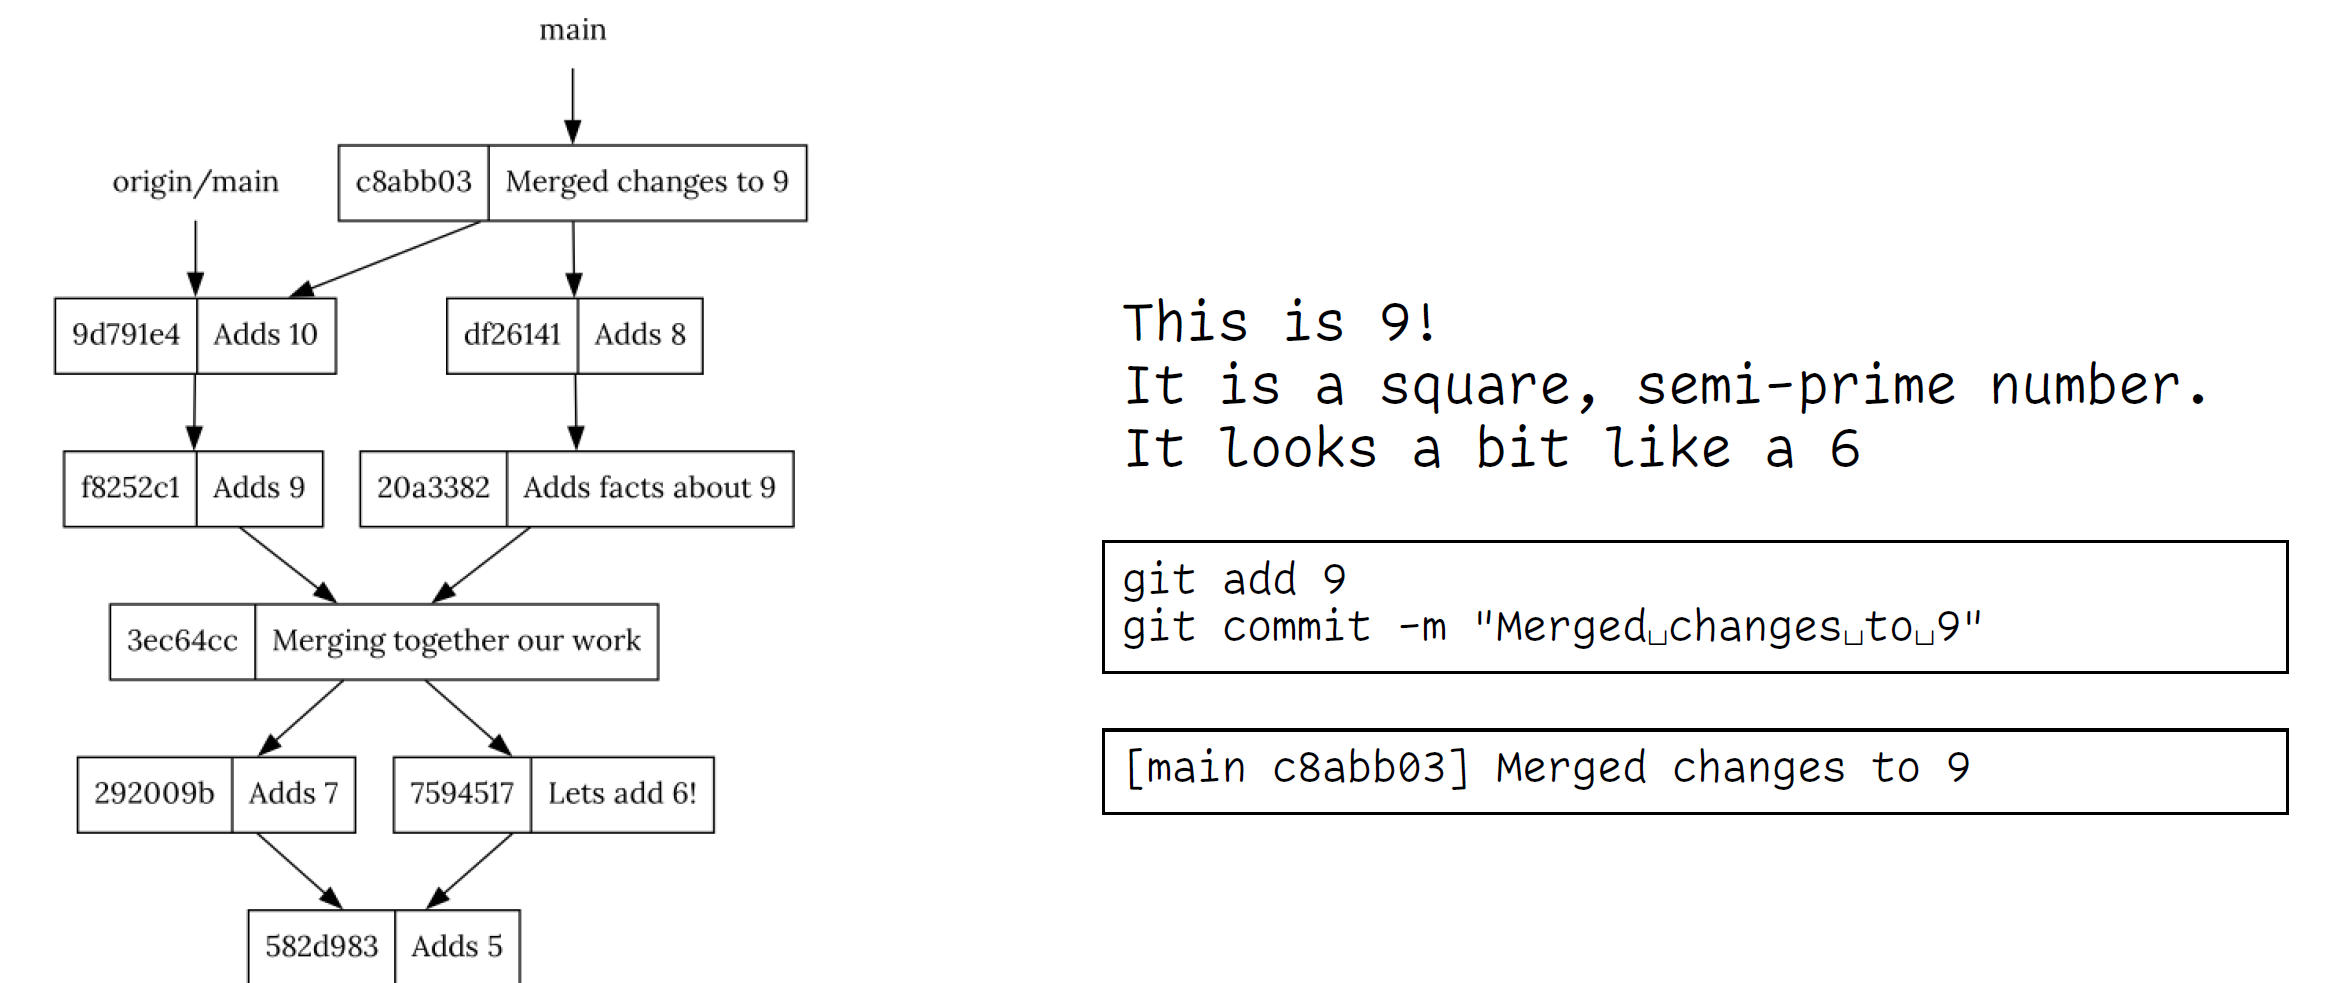 main
origin/main
c8abb03 Merged changes to 9
9d791e4 Adds 10
df26141 Adds 8
f8252c1 Adds 9
20a3382 Adds facts about 9
3ec64cc Merging together our work
292009b Adds 7
7594517 Lets add 6!
582d983 Adds 5
This is 9!
It is a square, semi-prime number.
It looks a bit like a 6
git add 9
git commit -m "Merged␣changes␣to␣9"
[main c8abb03] Merged changes to 9